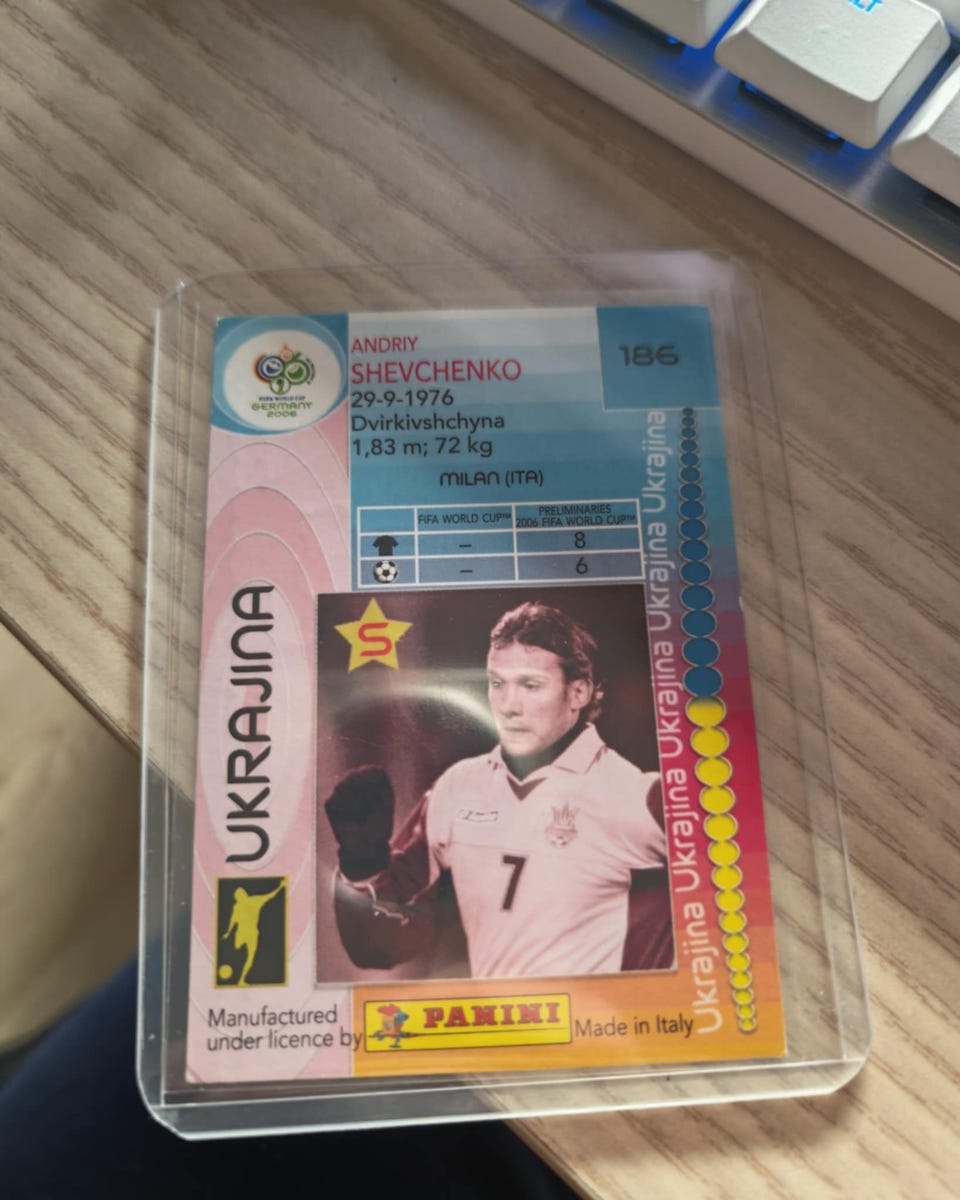 ANDRIY
SHEVCHENKO
29-9-1976
Dvirkivshchyna
1,83 m; 72 kg
MILAN (ITA)
186
FIFA WORLD CUP
GERMANY
2006
FIFA WORLD CUP™
PRELIMINARIES
2006 FIFA WORLD CUP™
– 8
– 6
S
7
UKRAJINA
Ukrajina Ukrajina Ukrajina Ukrajina Ukrajina Ukrajina
Manufactured
under licence by
PANINI
Made in Italy